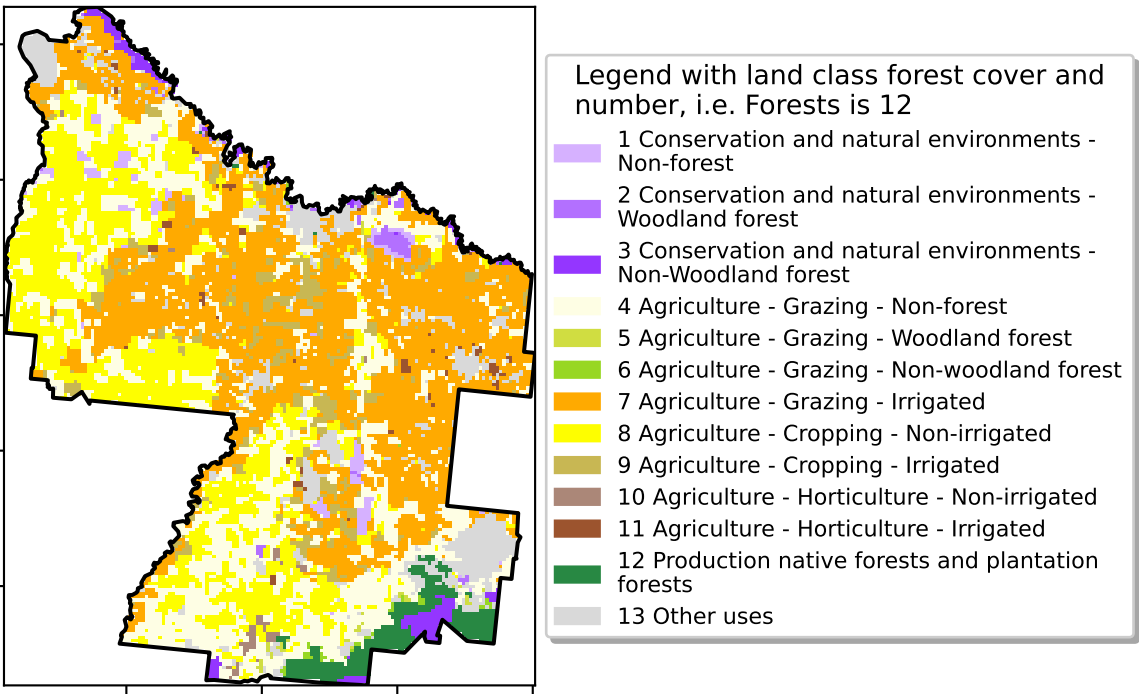 Legend with land class forest cover and
number, i.e. Forests is 12
1 Conservation and natural environments -
Non-forest
2 Conservation and natural environments -
Woodland forest
3 Conservation and natural environments -
Non-Woodland forest
4 Agriculture - Grazing - Non-forest
5 Agriculture - Grazing - Woodland forest
6 Agriculture - Grazing - Non-woodland forest
7 Agriculture - Grazing - Irrigated
8 Agriculture - Cropping - Non-irrigated
9 Agriculture - Cropping - Irrigated
10 Agriculture - Horticulture - Non-irrigated
11 Agriculture - Horticulture - Irrigated
12 Production native forests and plantation
forests
13 Other uses